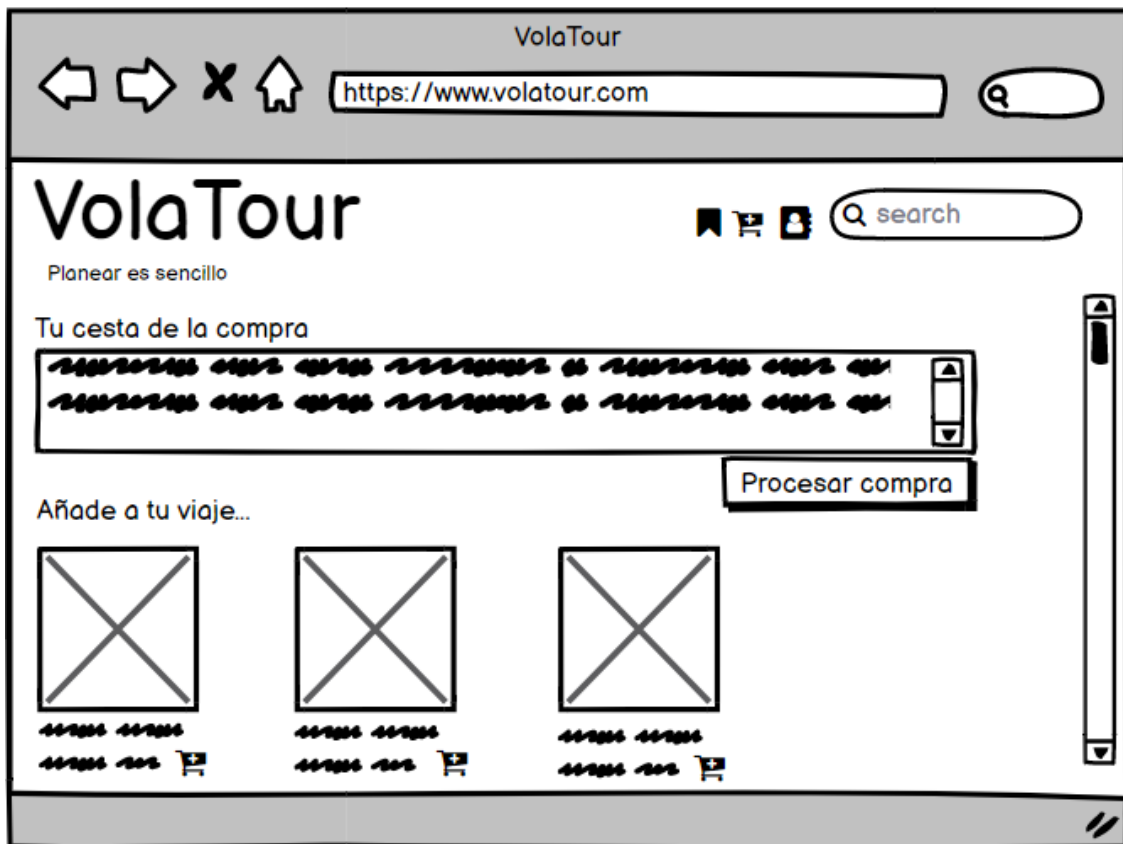 VolaTour
https://www.volatour.com
VolaTour
search
Planear es sencillo
Tu cesta de la compra
Procesar compra
Añade a tu viaje...